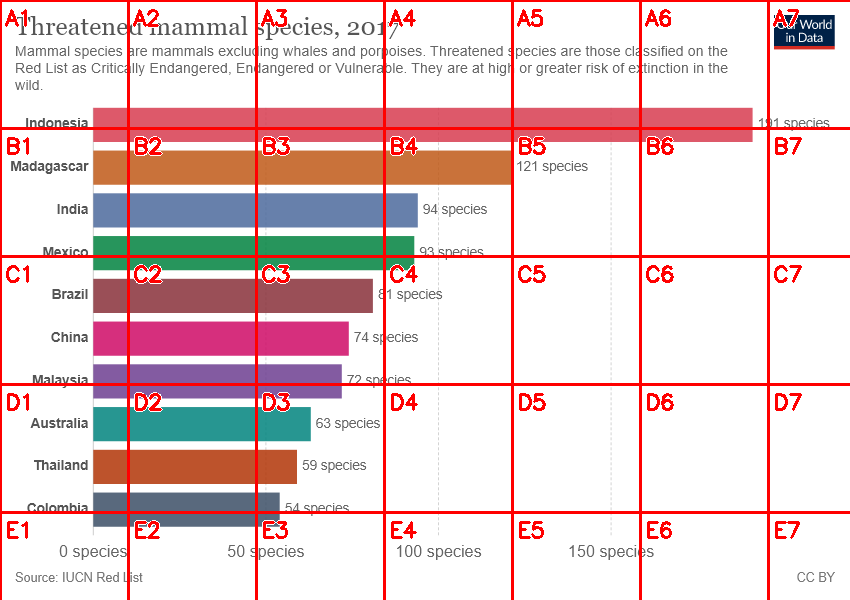 Threatened mammal species, 2017
Our World
in Data
Mammal species are mammals excluding whales and porpoises. Threatened species are those classified on the
Red List as Critically Endangered, Endangered or Vulnerable. They are at high or greater risk of extinction in the
wild.
Indonesia 191 species
Madagascar 121 species
India 94 species
Mexico 93 species
Brazil 81 species
China 74 species
Malaysia 72 species
Australia 63 species
Thailand 59 species
Colombia 54 species
0 species 50 species 100 species 150 species
Source: IUCN Red List CC BY
A1 A2 A3 A4 A5 A6 A7
B1 B2 B3 B4 B5 B6 B7
C1 C2 C3 C4 C5 C6 C7
D1 D2 D3 D4 D5 D6 D7
E1 E2 E3 E4 E5 E6 E7